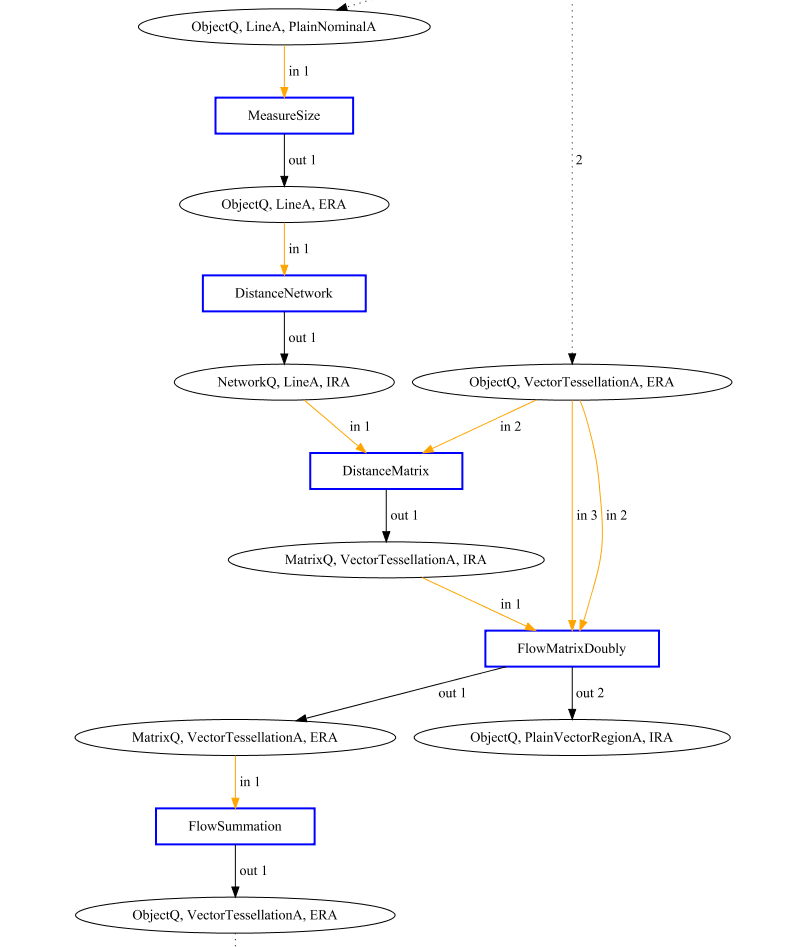 ObjectQ, LineA, PlainNominalA
in 1
MeasureSize
out 1
2
ObjectQ, LineA, ERA
in 1
DistanceNetwork
out 1
NetworkQ, LineA, IRA
ObjectQ, VectorTessellationA, ERA
in 1
in 2
DistanceMatrix
out 1
in 3
in 2
MatrixQ, VectorTessellationA, IRA
in 1
FlowMatrixDoubly
out 1
out 2
MatrixQ, VectorTessellationA, ERA
ObjectQ, PlainVectorRegionA, IRA
in 1
FlowSummation
out 1
ObjectQ, VectorTessellationA, ERA